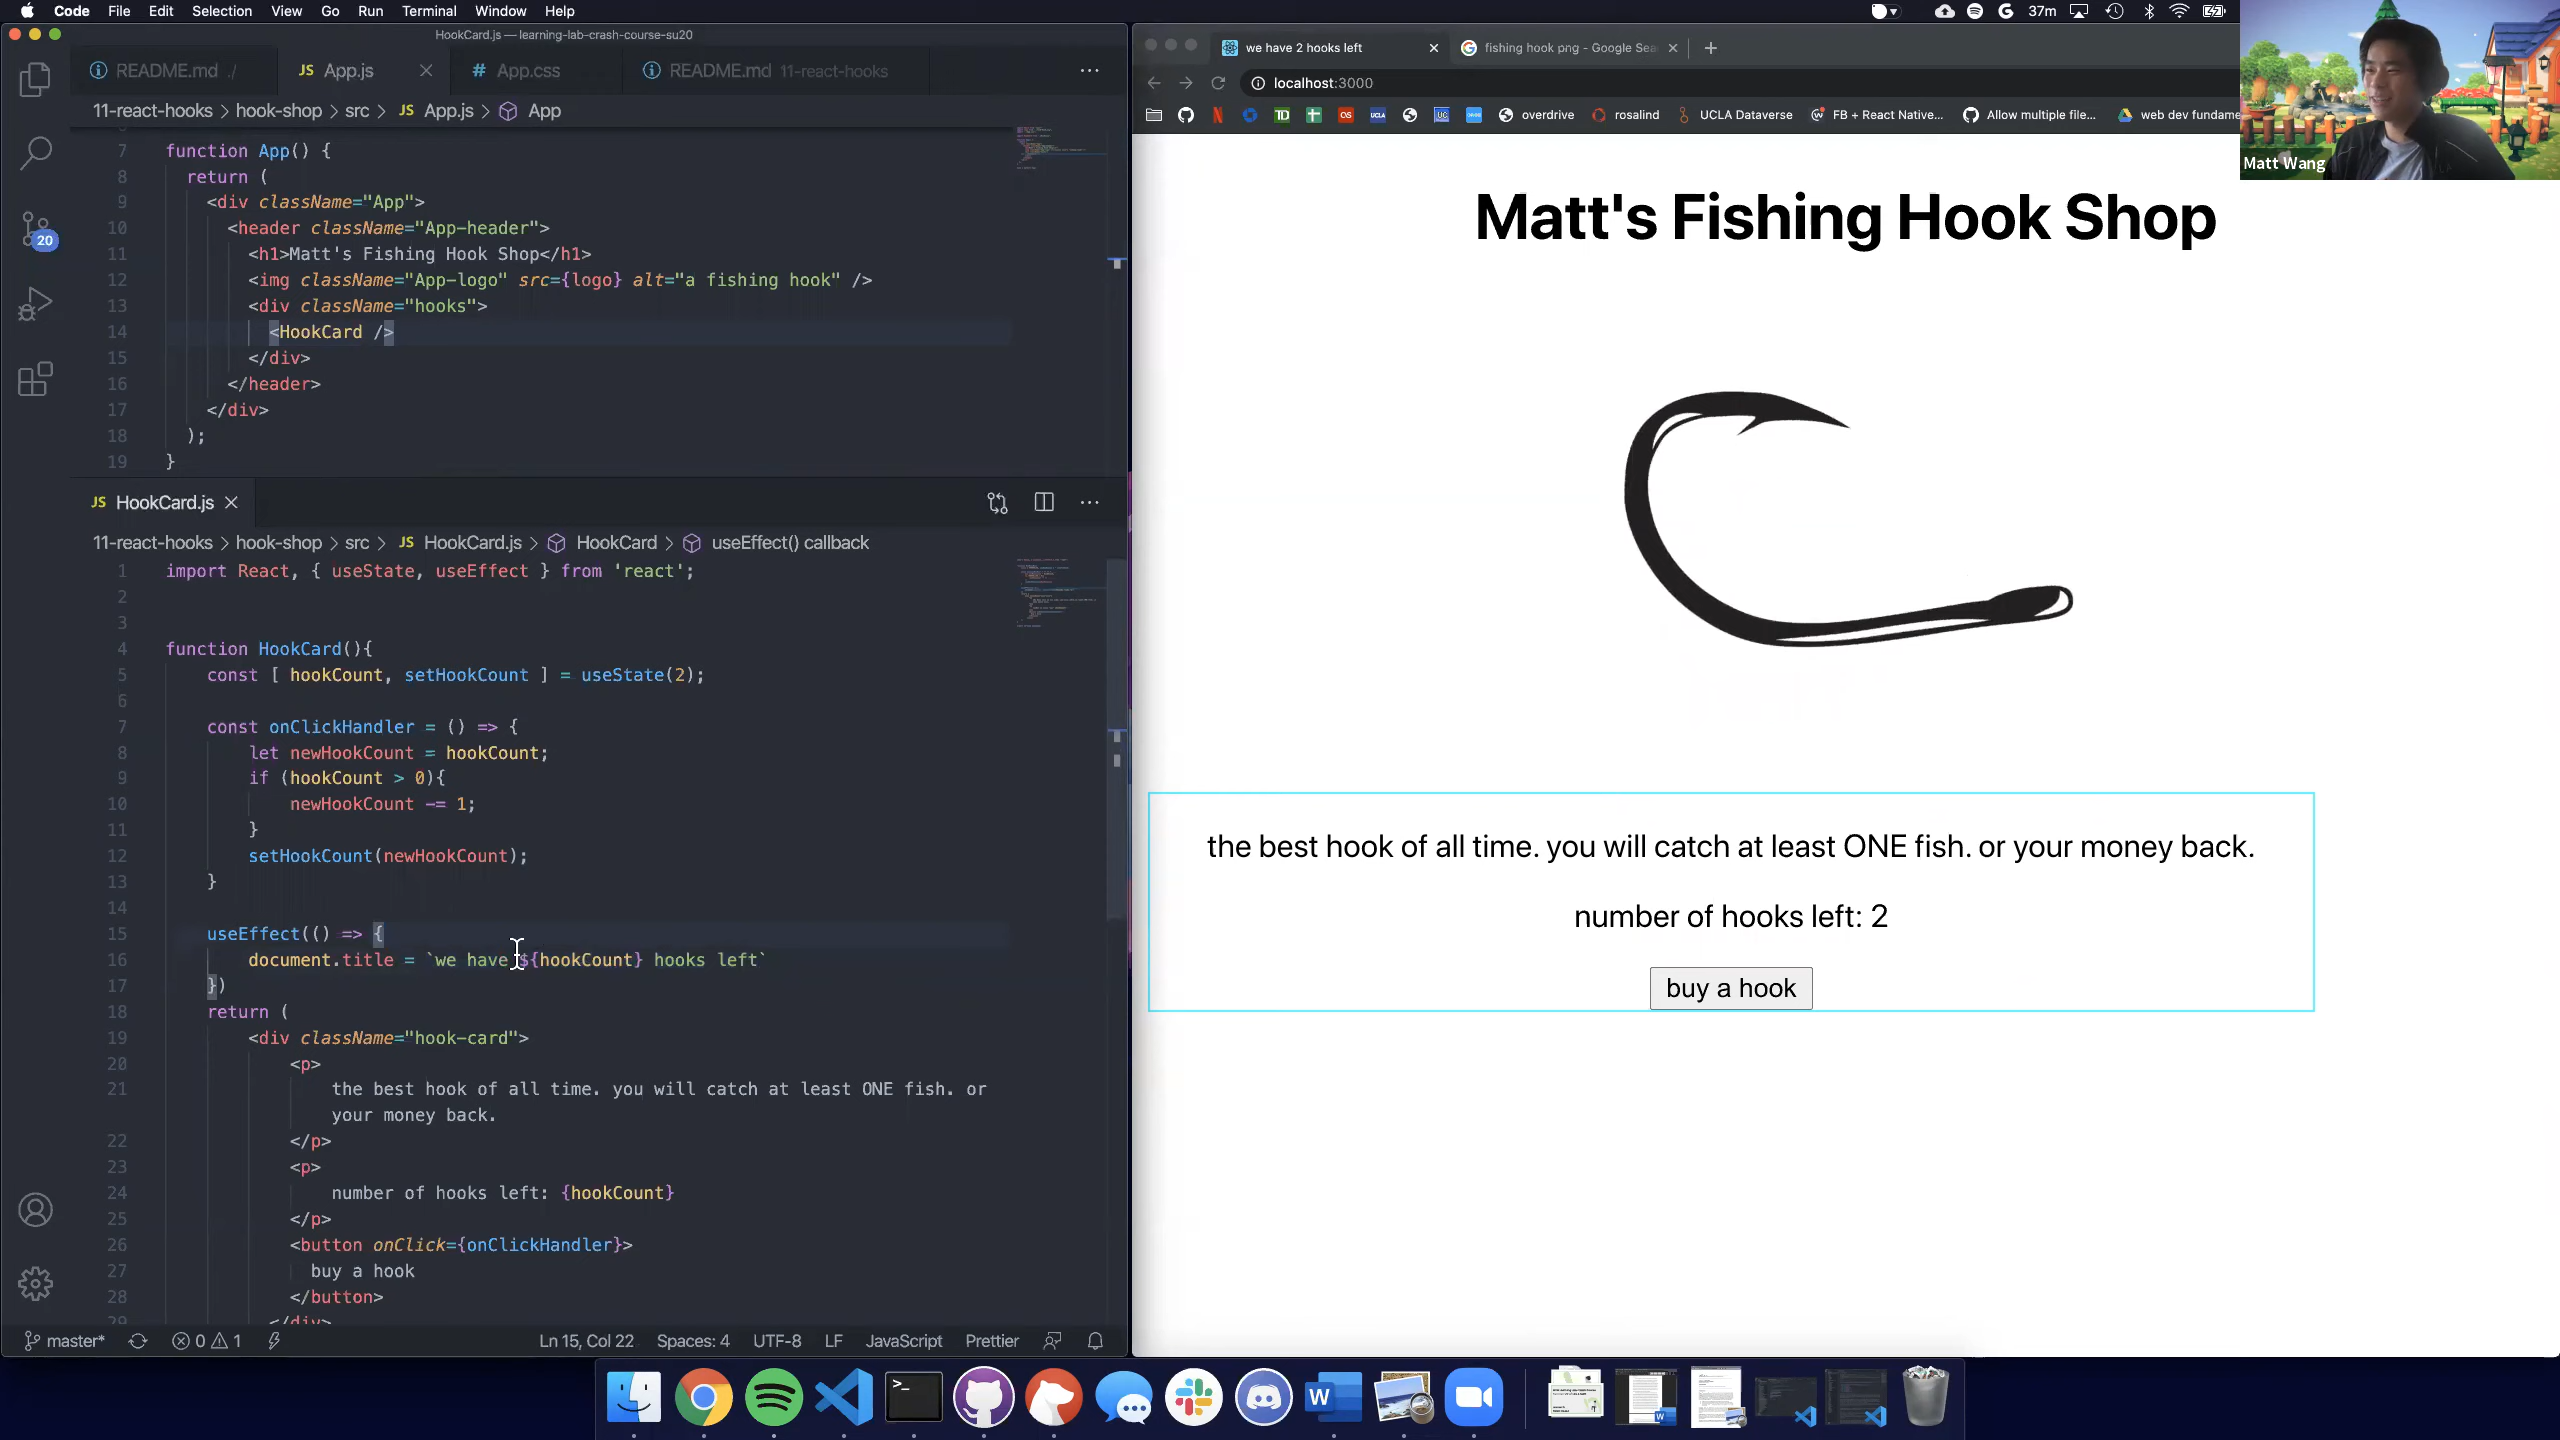 Code File Edit Selection View Go Run Terminal Window Help
37m
HookCard.js — learning-lab-crash-course-su20
README.md ./ JS App.js # App.css README.md 11-react-hooks
11-react-hooks > hook-shop > src > JS App.js > App
7 function App() {
8 return (
9 <div className="App">
10 <header className="App-header">
11 <h1>Matt's Fishing Hook Shop</h1>
12 <img className="App-logo" src={logo} alt="a fishing hook" />
13 <div className="hooks">
14 <HookCard />
15 </div>
16 </header>
17 </div>
18 );
19 }
20
JS HookCard.js
11-react-hooks > hook-shop > src > JS HookCard.js > HookCard > useEffect() callback
1 import React, { useState, useEffect } from 'react';
2
3
4 function HookCard(){
5 const [ hookCount, setHookCount ] = useState(2);
6
7 const onClickHandler = () => {
8 let newHookCount = hookCount;
9 if (hookCount > 0){
10 newHookCount -= 1;
11 }
12 setHookCount(newHookCount);
13 }
14
15 useEffect(() => {
16 document.title = `we have ${hookCount} hooks left`
17 })
18 return (
19 <div className="hook-card">
20 <p>
21 the best hook of all time. you will catch at least ONE fish. or
your money back.
22 </p>
23 <p>
24 number of hooks left: {hookCount}
25 </p>
26 <button onClick={onClickHandler}>
27 buy a hook
28 </button>
29 </div>
master* 0 1 Ln 15, Col 22 Spaces: 4 UTF-8 LF JavaScript Prettier
we have 2 hooks left fishing hook png - Google Sea
localhost:3000
N TD OS UCLA UC overdrive rosalind UCLA Dataverse FB + React Native... Allow multiple file... web dev fundame
Matt Wang
Matt's Fishing Hook Shop
the best hook of all time. you will catch at least ONE fish. or your money back.
number of hooks left: 2
buy a hook
>_
W